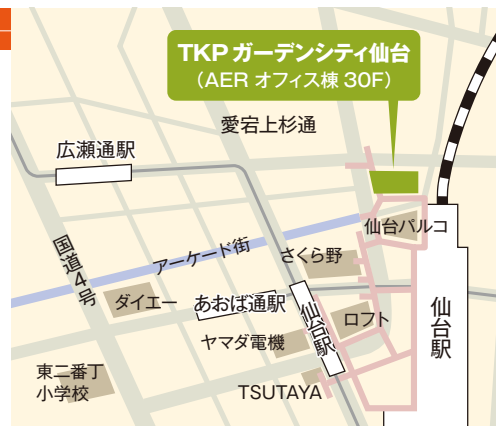 TKPガーデンシティ仙台
（AER オフィス棟 30F）
愛宕上杉通
広瀬通駅
仙台パルコ
国道4号
アーケード街
さくら野
ダイエー
あおば通駅
仙台駅
ロフト
仙台駅
ヤマダ電機
東二番丁
小学校
TSUTAYA